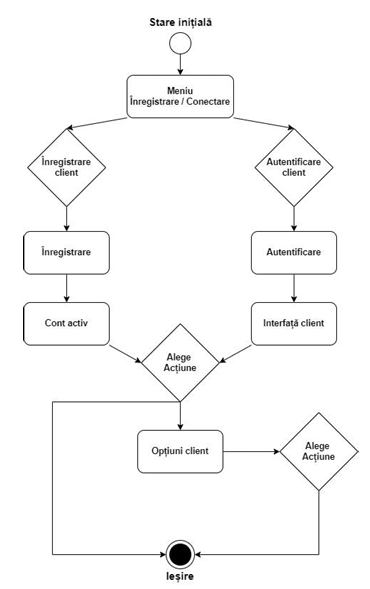 Stare inițială
Meniu
Înregistrare / Conectare
Înregistrare
client
Autentificare
client
Înregistrare
Autentificare
Cont activ
Interfață client
Alege
Acțiune
Opțiuni client
Alege
Acțiune
Ieșire